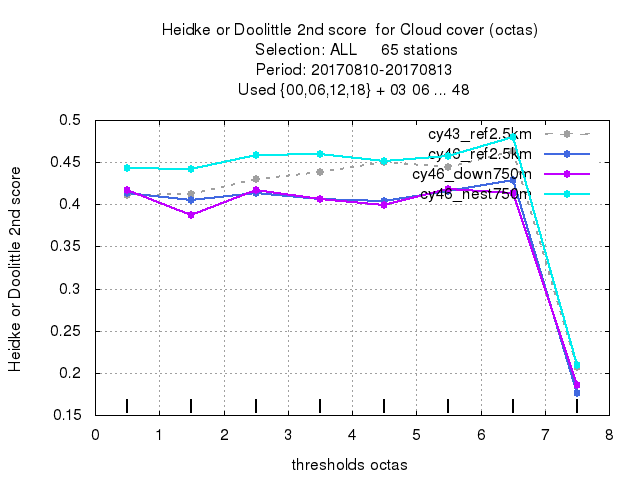 Heidke or Doolittle 2nd score  for Cloud cover (octas)
Selection: ALL     65 stations
Period: 20170810-20170813
Used {00,06,12,18} + 03 06 ... 48
cy43_ref2.5km
cy46_ref2.5km
cy46_down750m
cy46_nest750m
Heidke or Doolittle 2nd score
0.5
0.45
0.4
0.35
0.3
0.25
0.2
0.15
0 1 2 3 4 5 6 7 8
thresholds octas